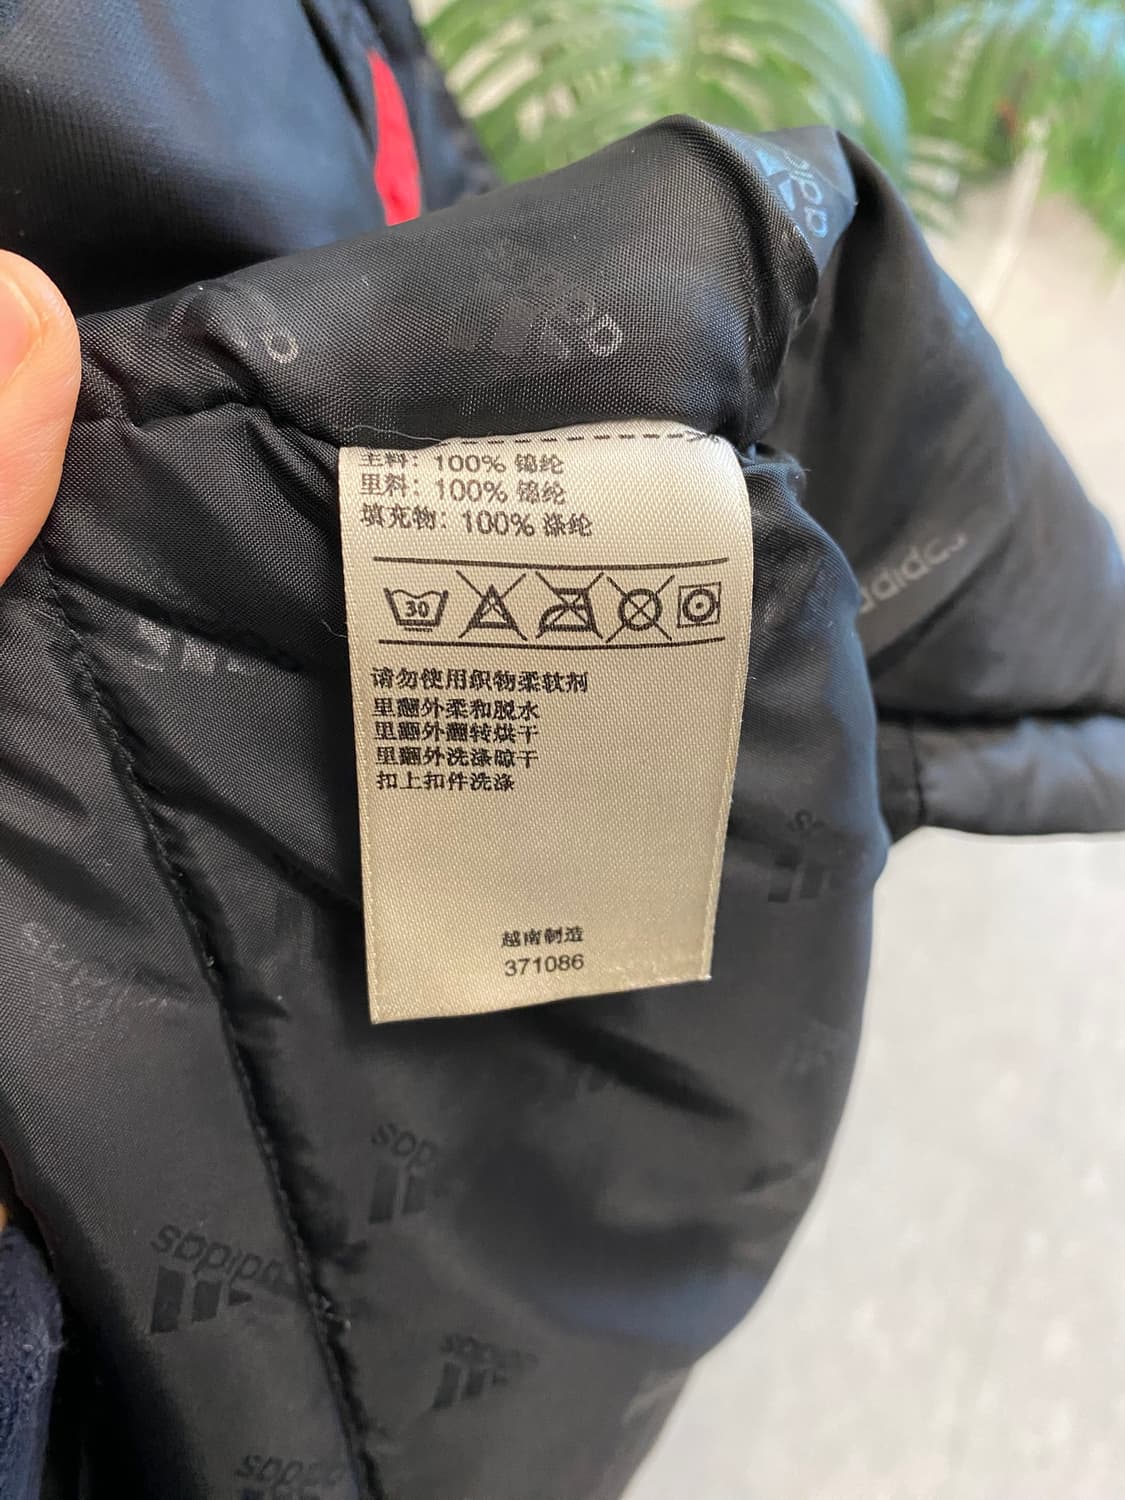 主料: 100% 锦纶
里料: 100% 锦纶
填充物: 100% 涤纶
30
请勿使用织物柔软剂
里翻外柔和脱水
里翻外翻转烘干
里翻外洗涤晾干
扣上扣件洗涤
越南制造
371086
adidas
adidas